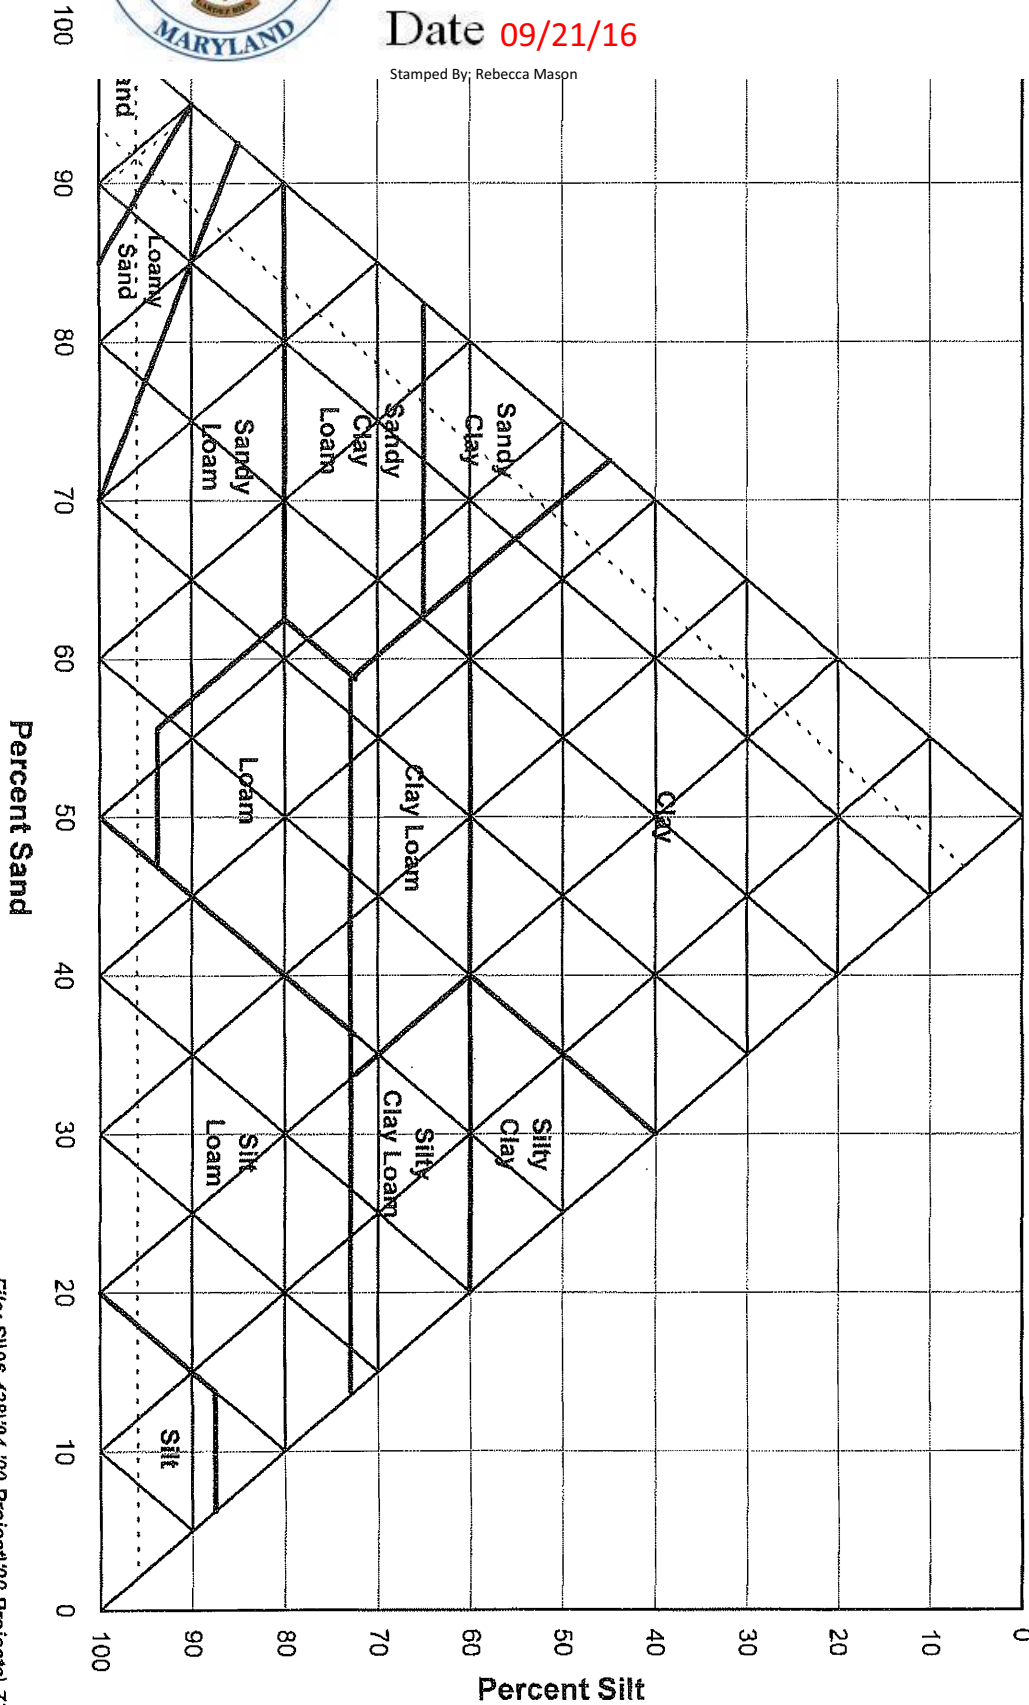 MARYLAND
Date 09/21/16
Stamped By: Rebecca Mason
100
90
80
70
60
50
40
30
20
10
0
Percent Sand
Loamy
Sand
Sandy
Loam
Sandy
Clay
Loam
Sandy
Clay
Loam
Clay Loam
Clay
Silt
Loam
Silty
Clay Loam
Silty
Clay
Silt
100
90
80
70
60
50
40
30
20
10
0
Percent Silt